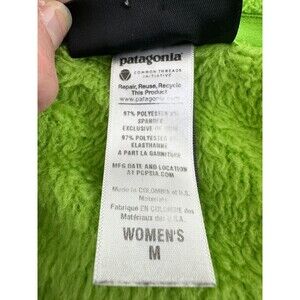 patagonia
COMMON THREADS
INITIATIVE
Repair, Reuse, Recycle
This Product
www.patagonia.com
97% POLYESTER 3%
SPANDEX
EXCLUSIVE OF TRIM
97% POLYESTER 3%
ELASTHANNE
A PART LA GARNITURE
MFG DATE AND LOCATION
AT PGPSIA.COM
Made in COLOMBIA of U.S.
Materials
Fabriqué EN COLOMBIE des
Matériaux des U.S.A.
WOMEN'S
M